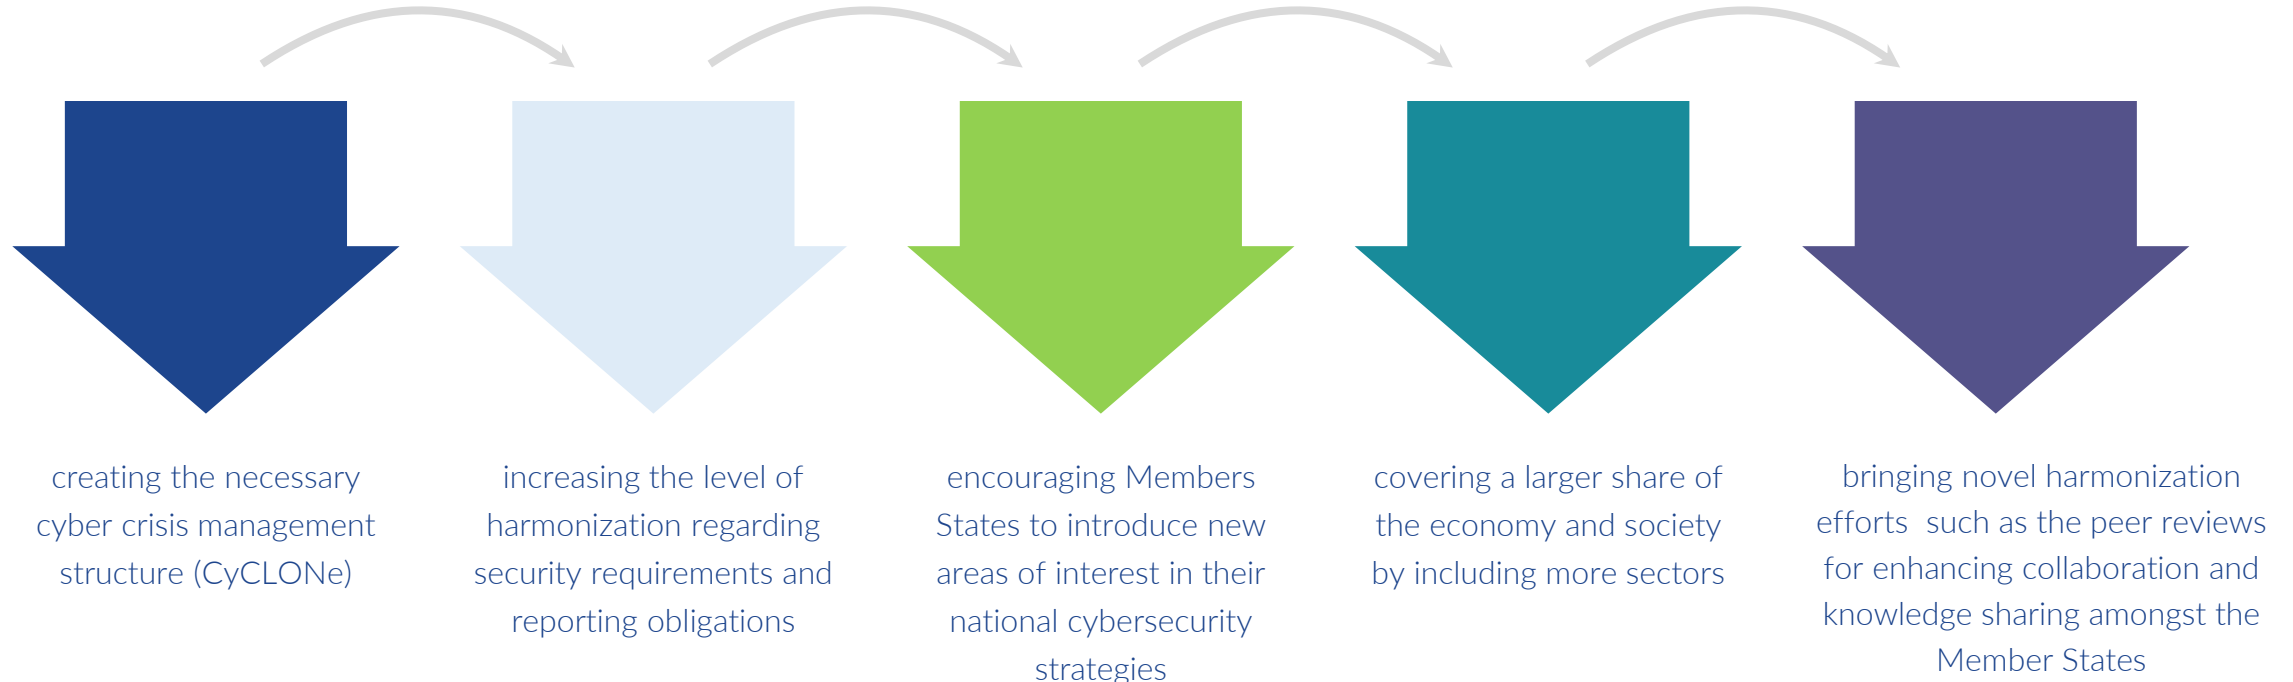 creating the necessary
cyber crisis management
structure (CyCLONe)
increasing the level of
harmonization regarding
security requirements and
reporting obligations
encouraging Members
States to introduce new
areas of interest in their
national cybersecurity
strategies
covering a larger share of
the economy and society
by including more sectors
bringing novel harmonization
efforts  such as the peer reviews
for enhancing collaboration and
knowledge sharing amongst the
Member States